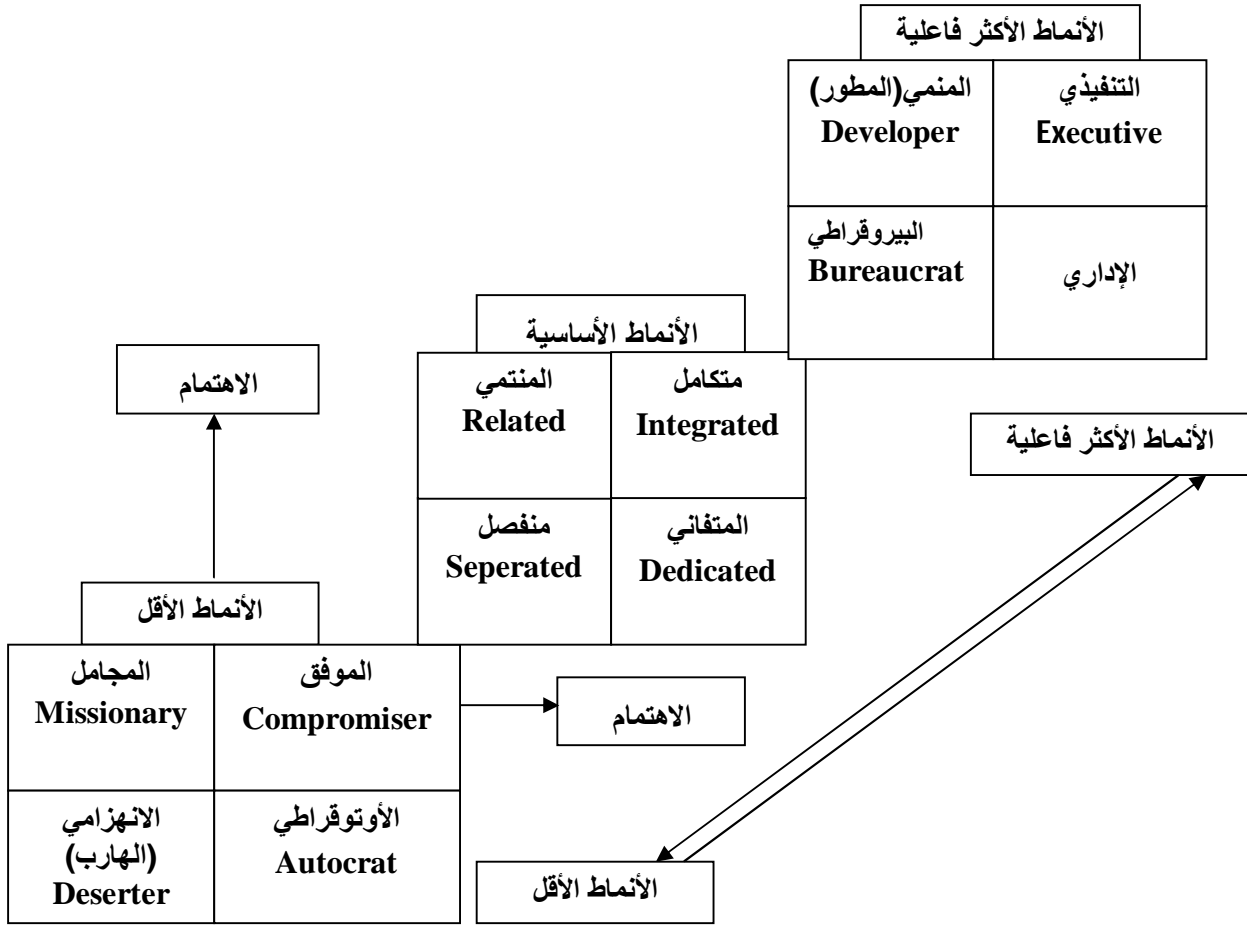 الأنماط الأكثر فاعلية
المنمي(المطور)
Developer
التنفيذي
Executive
البيروقراطي
Bureaucrat
الإداري
الأنماط الأساسية
المنتمي
Related
متكامل
Integrated
منفصل
Seperated
المتفاني
Dedicated
الاهتمام
الأنماط الأكثر فاعلية
الأنماط الأقل
المجامل
Missionary
الموفق
Compromiser
الانهزامي
(الهارب)
Deserter
الأوتوقراطي
Autocrat
الاهتمام
الأنماط الأقل